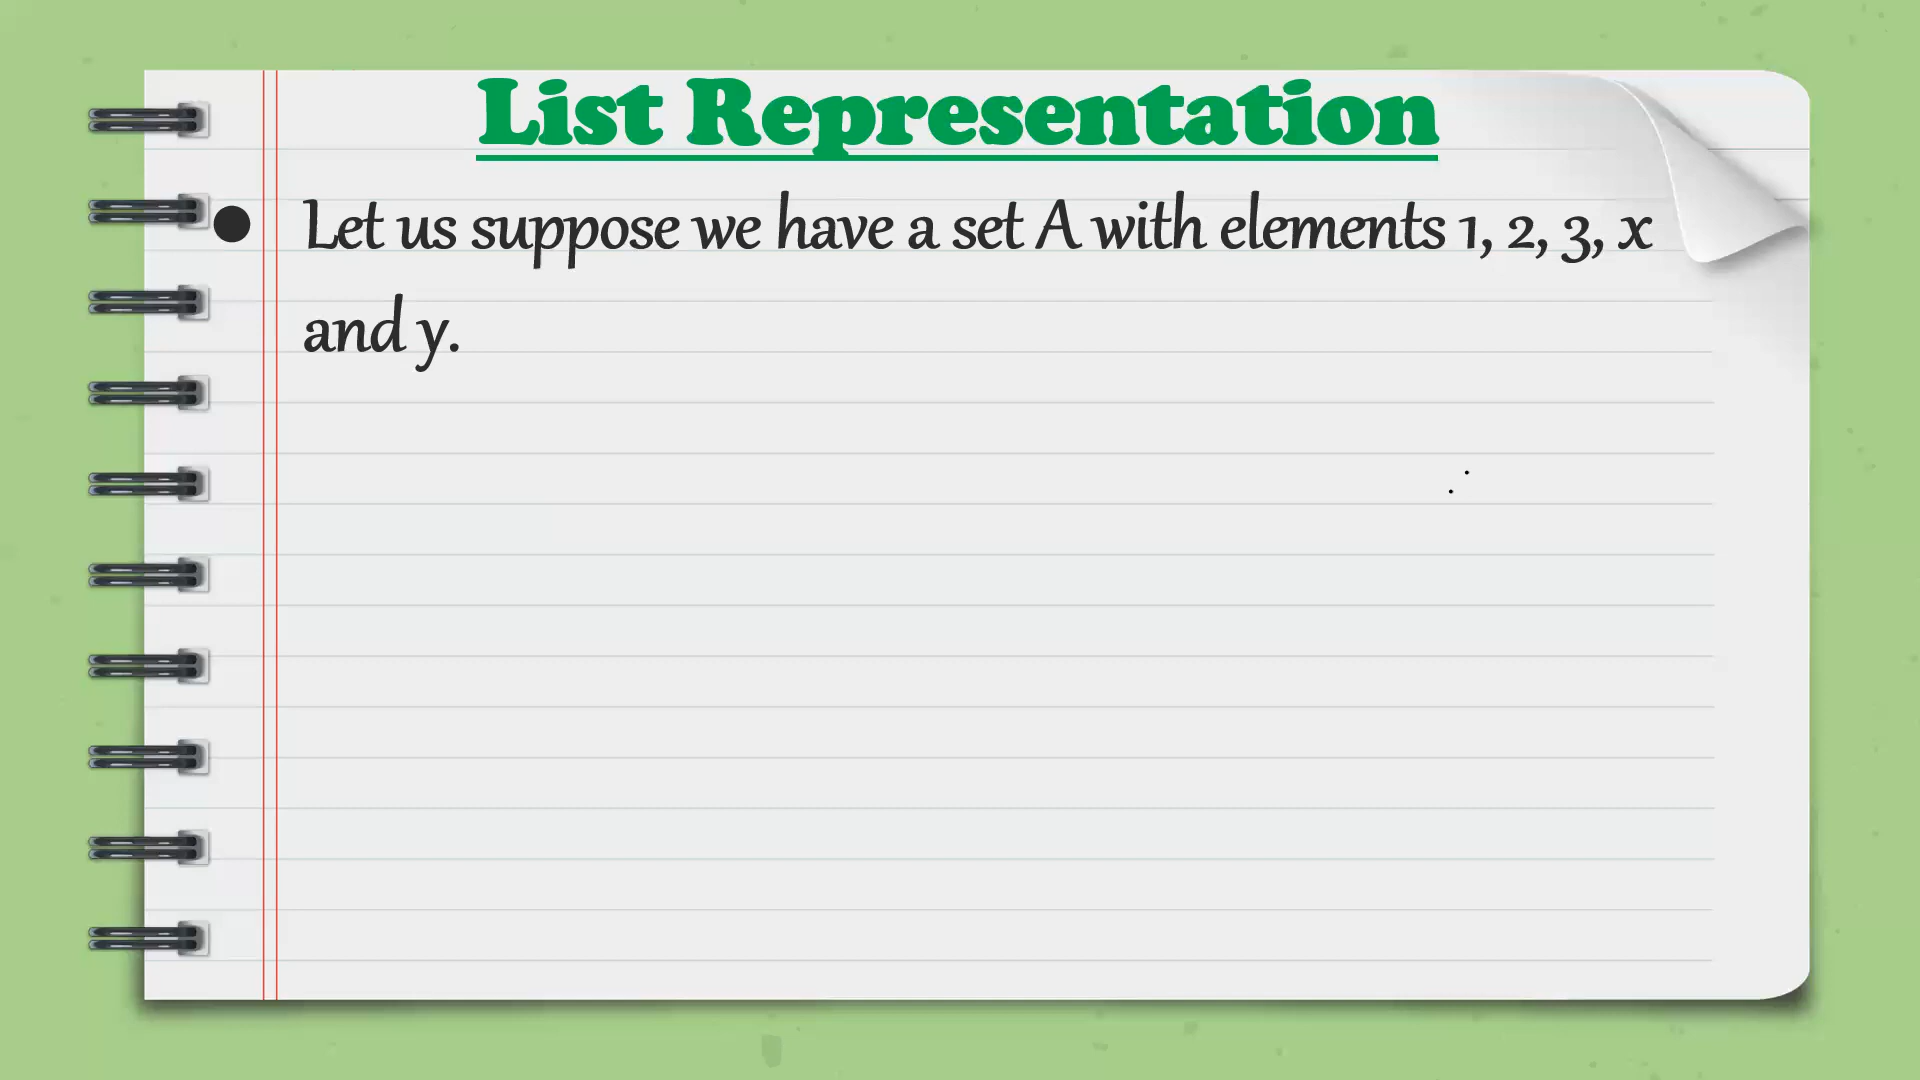 List Representation
● Let us suppose we have a set A with elements 1, 2, 3, x
and y.